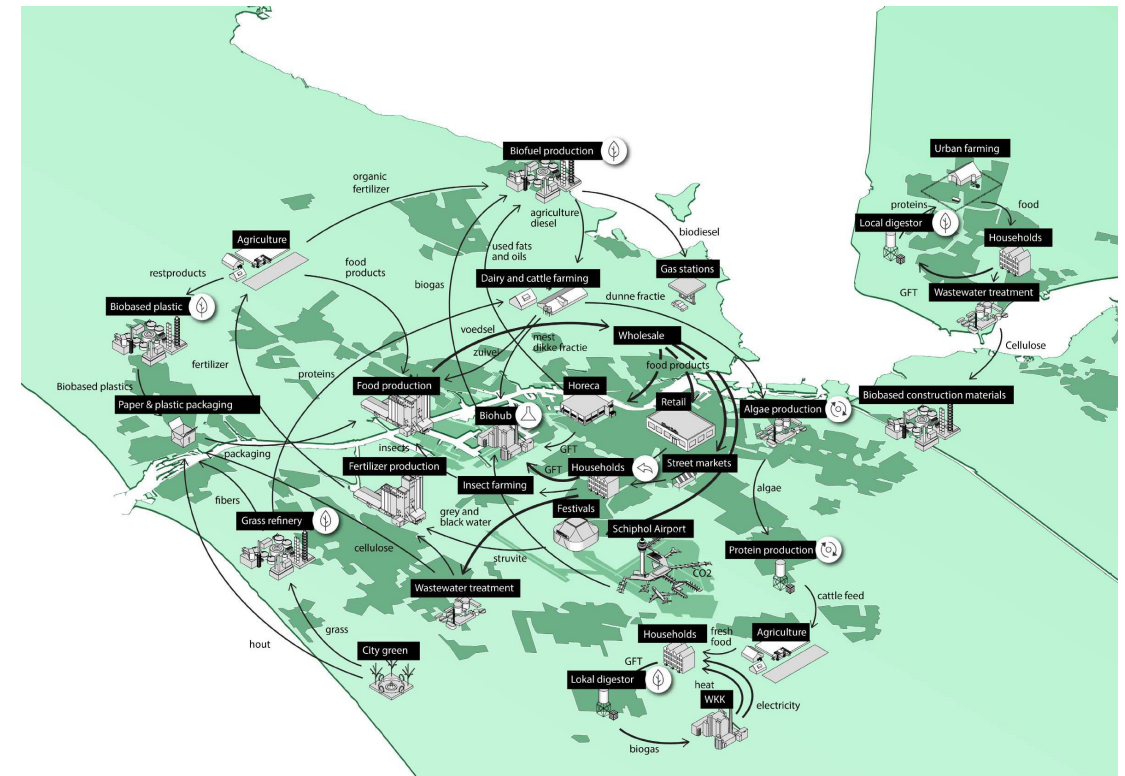 Biofuel production
Urban farming
organic
fertilizer
proteins
food
agriculture
diesel
Local digestor
biodiesel
Households
Agriculture
used fats
and oils
restproducts
food
products
Gas stations
Dairy and cattle farming
biogas
GFT
Wastewater treatment
Biobased plastic
dunne fractie
voedsel
mest
dikke fractie
Wholesale
Cellulose
zuivel
fertilizer
proteins
food products
Biobased plastics
Food production
Horeca
Biobased construction materials
Paper & plastic packaging
Biohub
Retail
Algae production
packaging
insects
GFT
Fertilizer production
GFT
Households
Street markets
Insect farming
algae
fibers
grey and
black water
Festivals
Grass refinery
Schiphol Airport
cellulose
struvite
Protein production
CO2
Wastewater treatment
cattle feed
grass
hout
City green
Households
fresh
food
Agriculture
GFT
Lokal digestor
heat
WKK
electricity
biogas